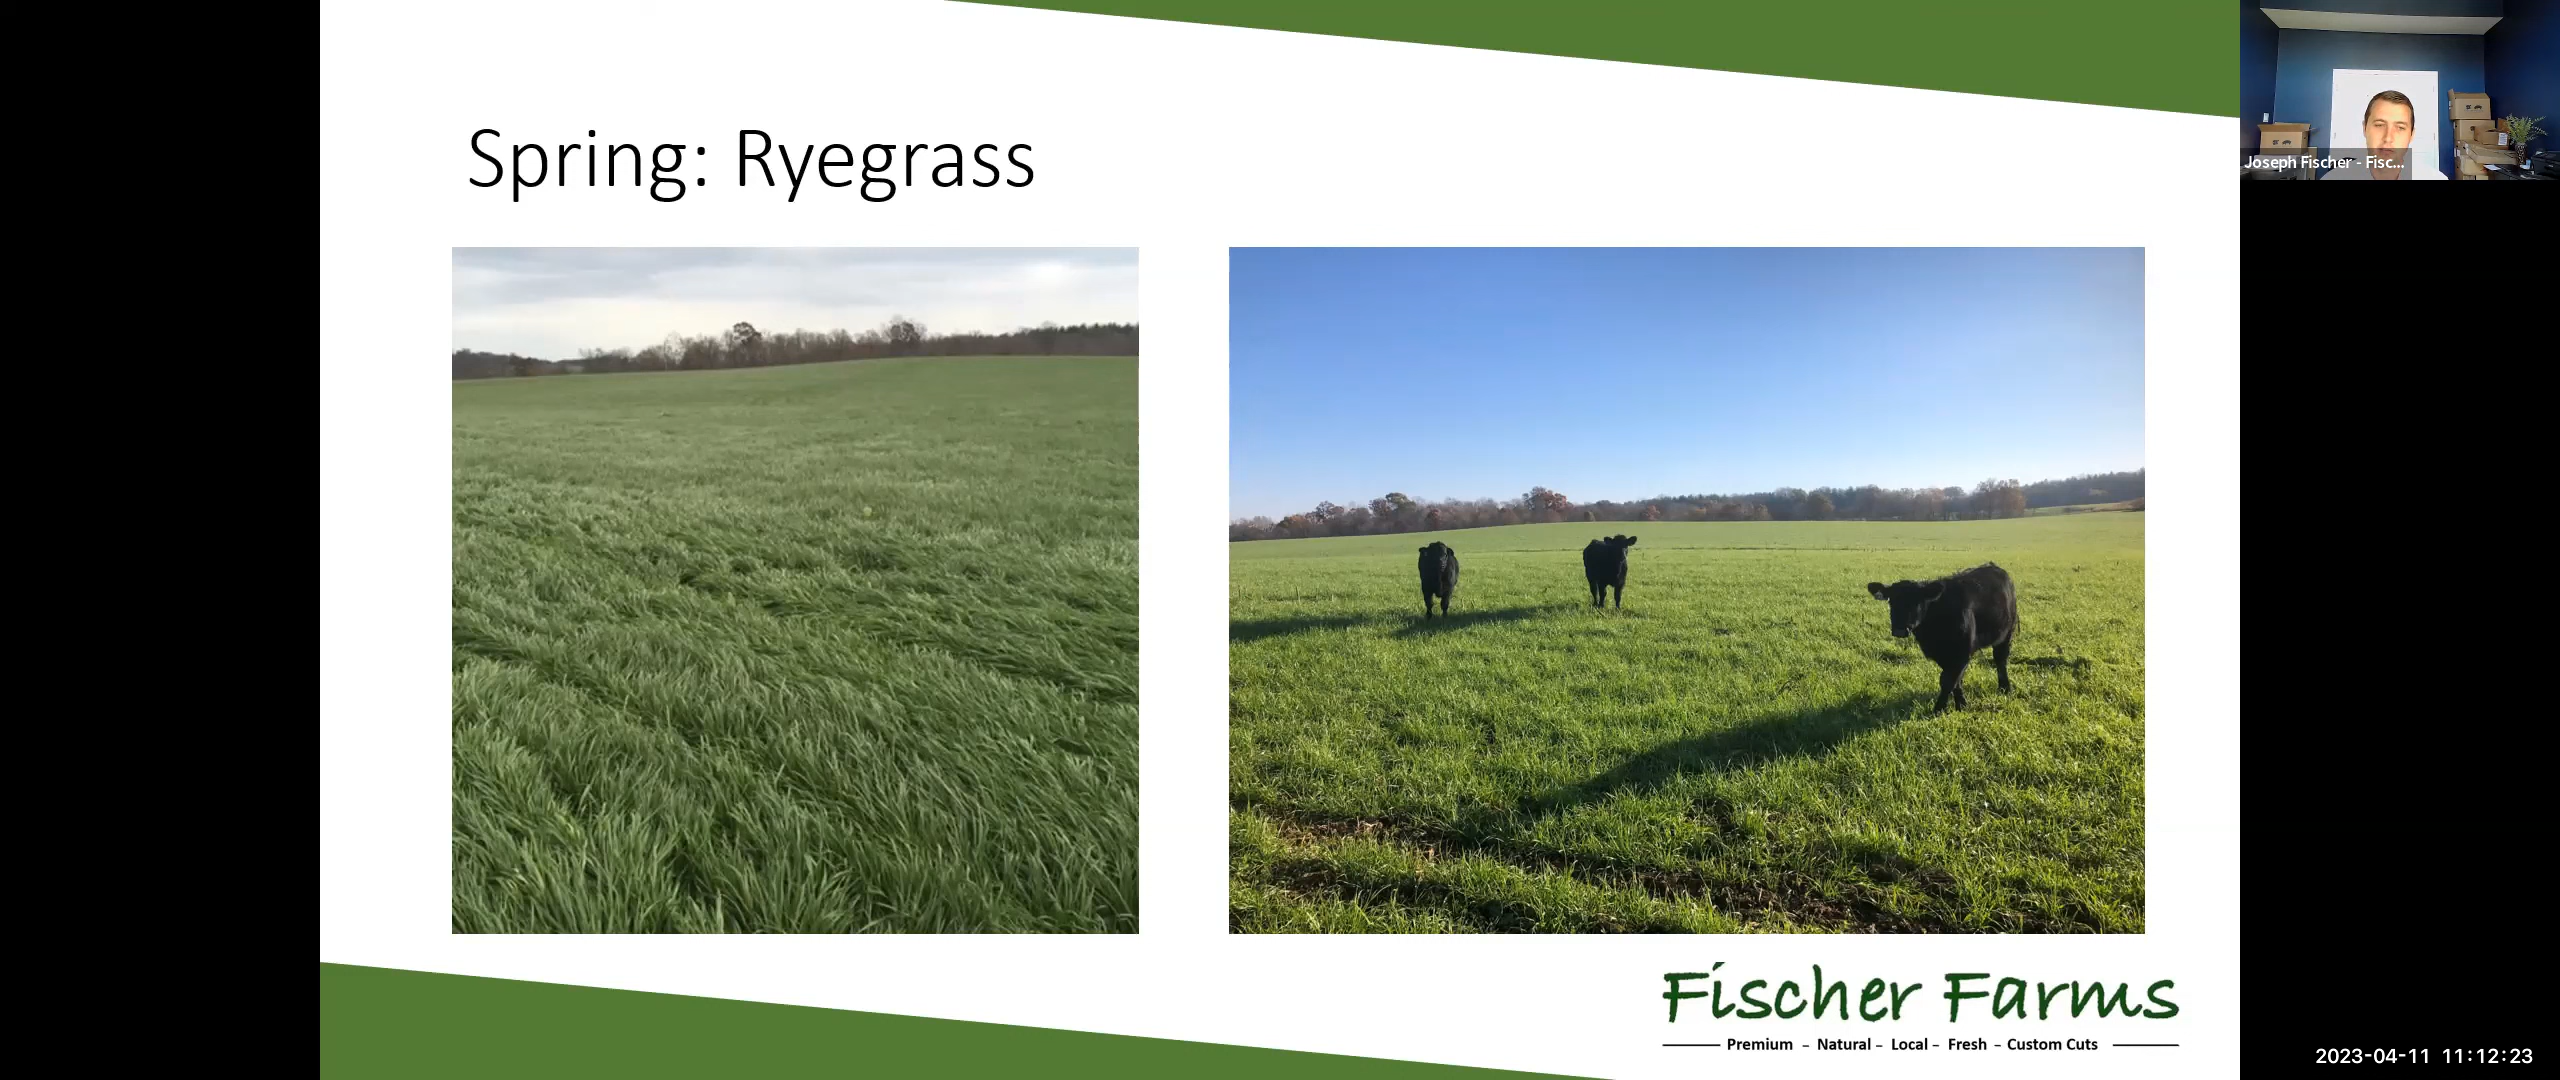 Spring: Ryegrass
Joseph Fischer - Fisc...
Fischer Farms
Premium - Natural - Local - Fresh - Custom Cuts
2023-04-11 11:12:23